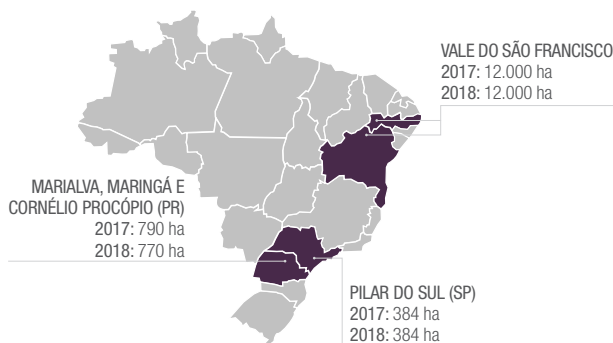 VALE DO SÃO FRANCISCO
2017: 12.000 ha
2018: 12.000 ha
MARIALVA, MARINGÁ E
CORNÉLIO PROCÓPIO (PR)
2017: 790 ha
2018: 770 ha
PILAR DO SUL (SP)
2017: 384 ha
2018: 384 ha